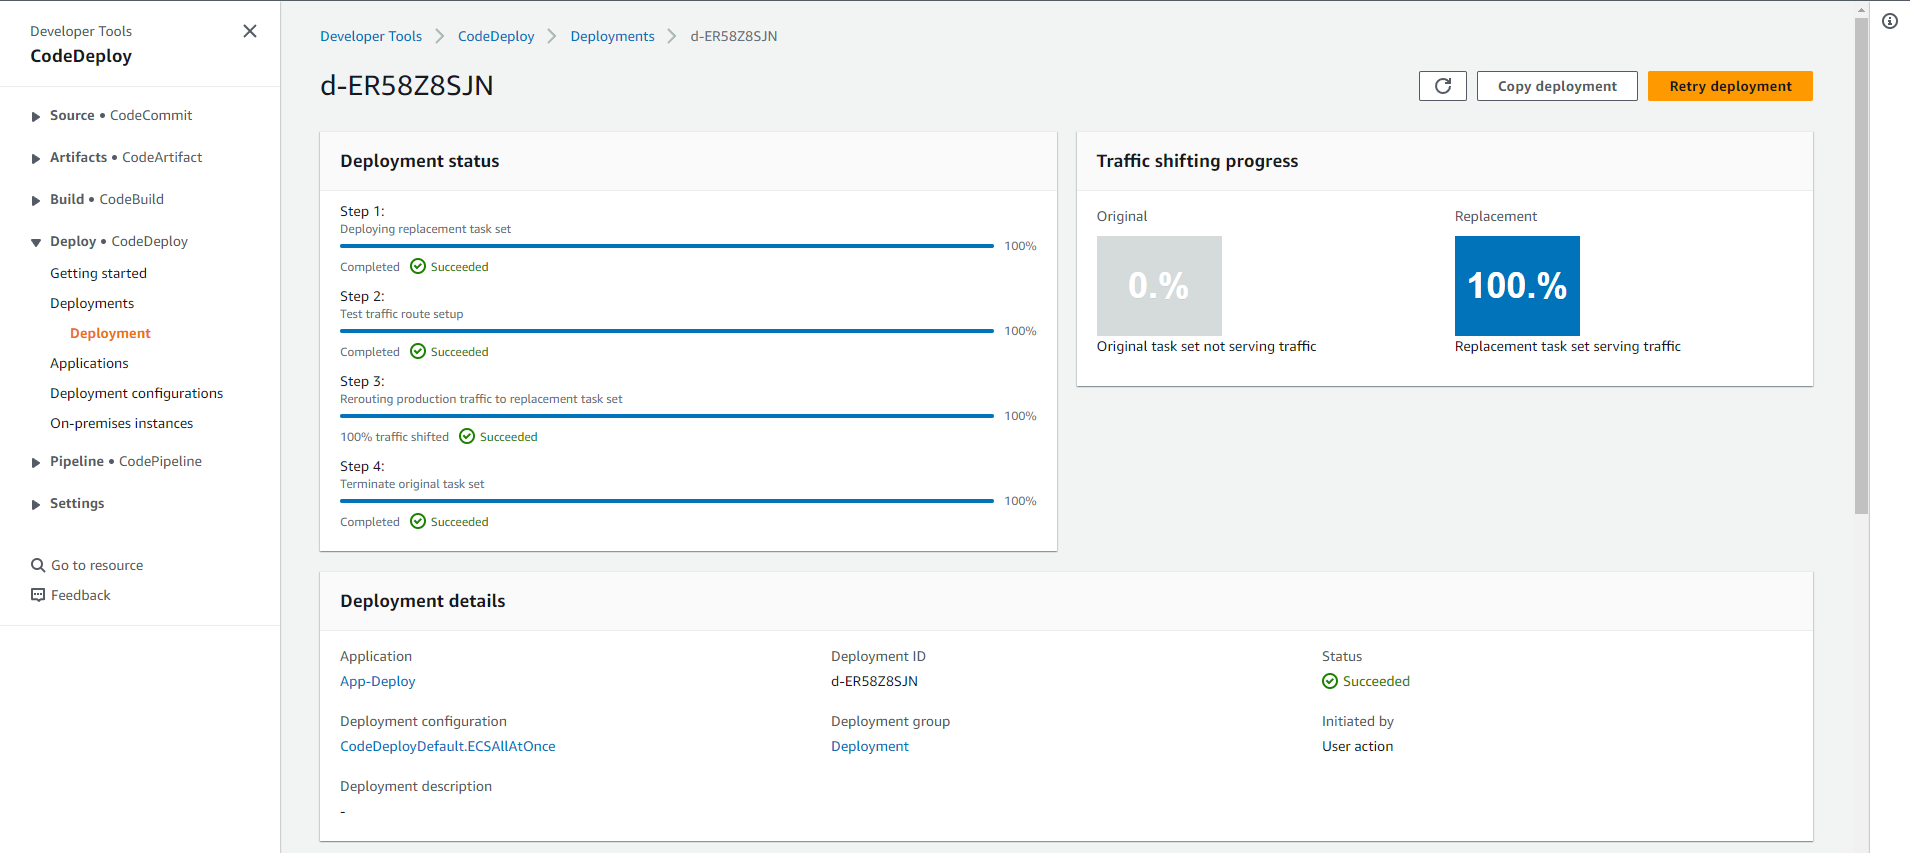 Developer Tools
CodeDeploy
Source • CodeCommit
Artifacts • CodeArtifact
Build • CodeBuild
Deploy • CodeDeploy
Getting started
Deployments
Deployment
Applications
Deployment configurations
On-premises instances
Pipeline • CodePipeline
Settings
Go to resource
Feedback
Developer Tools > CodeDeploy > Deployments > d-ER58Z8SJN
d-ER58Z8SJN
Copy deployment
Retry deployment
Deployment status
Step 1:
Deploying replacement task set
100%
Completed Succeeded
Step 2:
Test traffic route setup
100%
Completed Succeeded
Step 3:
Rerouting production traffic to replacement task set
100%
100% traffic shifted Succeeded
Step 4:
Terminate original task set
100%
Completed Succeeded
Traffic shifting progress
Original
0.%
Original task set not serving traffic
Replacement
100.%
Replacement task set serving traffic
Deployment details
Application
App-Deploy
Deployment ID
d-ER58Z8SJN
Status
Succeeded
Deployment configuration
CodeDeployDefault.ECSAllAtOnce
Deployment group
Deployment
Initiated by
User action
Deployment description
-